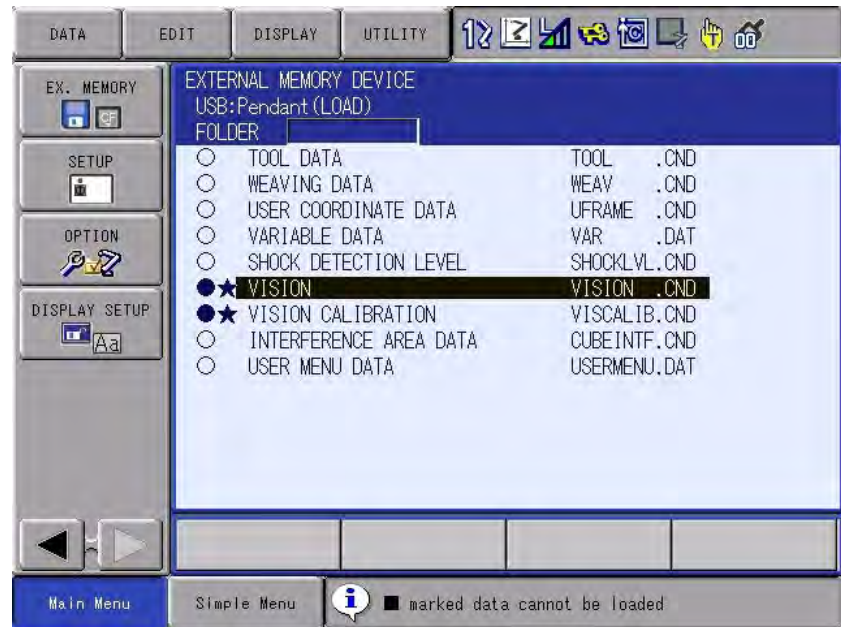 DATA EDIT DISPLAY UTILITY
EX. MEMORY
CF
SETUP
OPTION
DISPLAY SETUP
Aa
EXTERNAL MEMORY DEVICE
USB:Pendant(LOAD)
FOLDER
○ TOOL DATA TOOL .CND
○ WEAVING DATA WEAV .CND
○ USER COORDINATE DATA UFRAME .CND
○ VARIABLE DATA VAR .DAT
○ SHOCK DETECTION LEVEL SHOCKLVL.CND
●★ VISION VISION .CND
●★ VISION CALIBRATION VISCALIB.CND
○ INTERFERENCE AREA DATA CUBEINTF.CND
○ USER MENU DATA USERMENU.DAT
Main Menu Simple Menu ■ marked data cannot be loaded